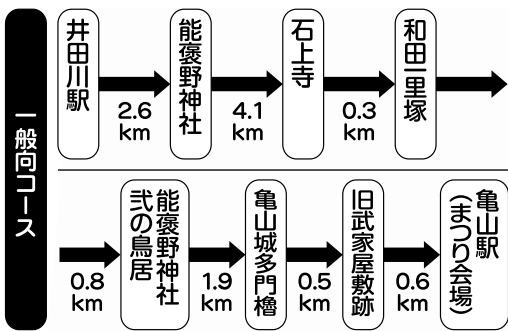 一般向コース
井田川駅
2.6
km
能褒野神社
4.1
km
石上寺
0.3
km
和田一里塚
0.8
km
能褒野神社
弐の鳥居
1.9
km
亀山城多門櫓
0.5
km
旧武家屋敷跡
0.6
km
亀山駅
(まつり会場)